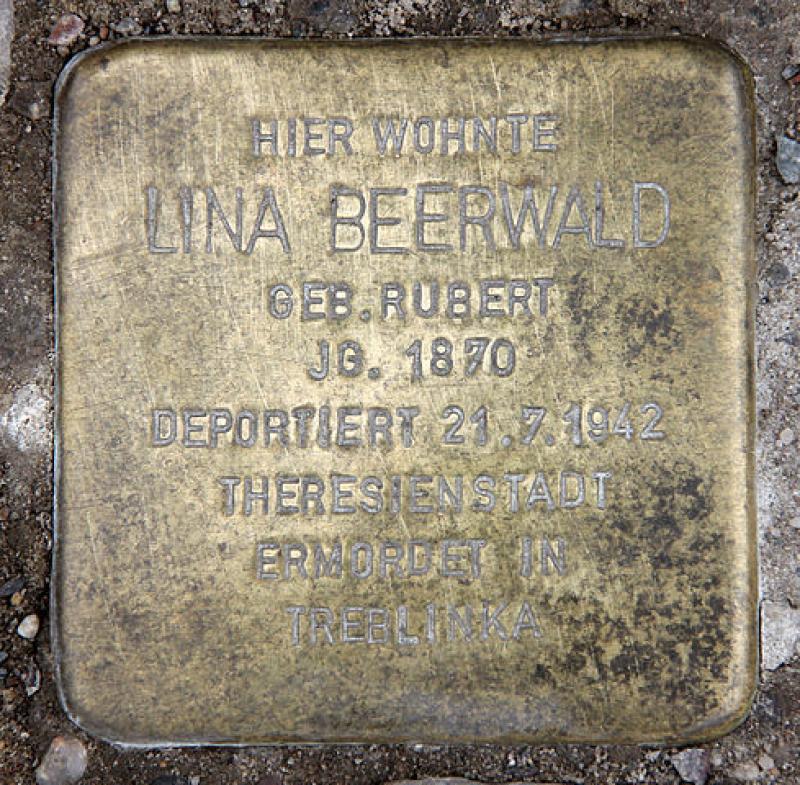 HIER WOHNTE
LINA BEERWALD
GEB. RUBERT
JG. 1870
DEPORTIERT 21.7.1942
THERESIENSTADT
ERMORDET IN
TREBLINKA